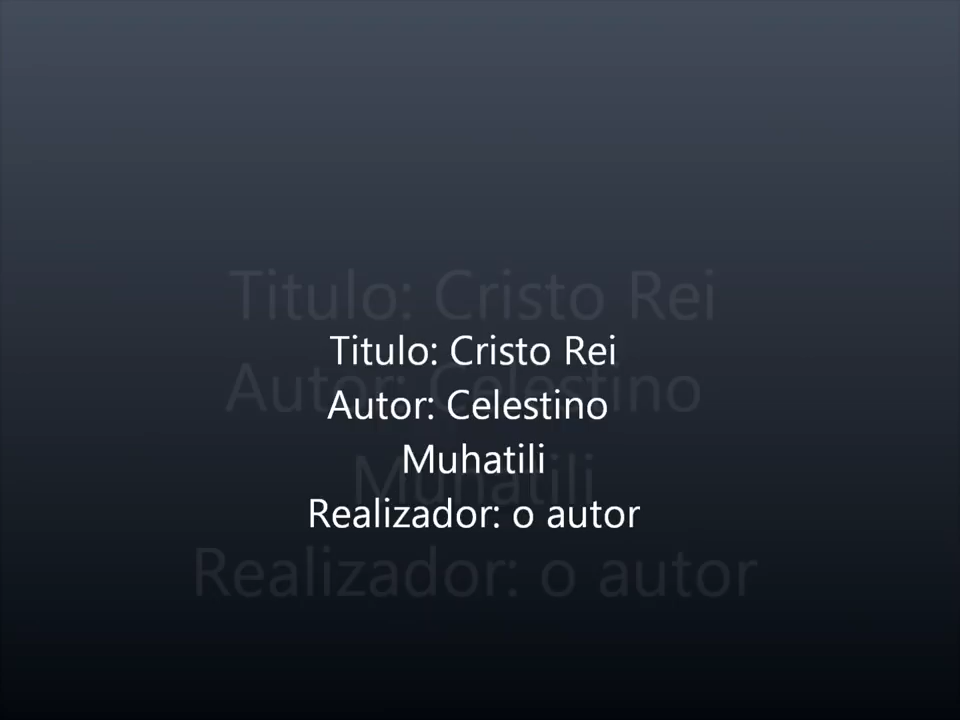 Titulo: Cristo Rei
Autor: Celestino
Muhatili
Realizador: o autor